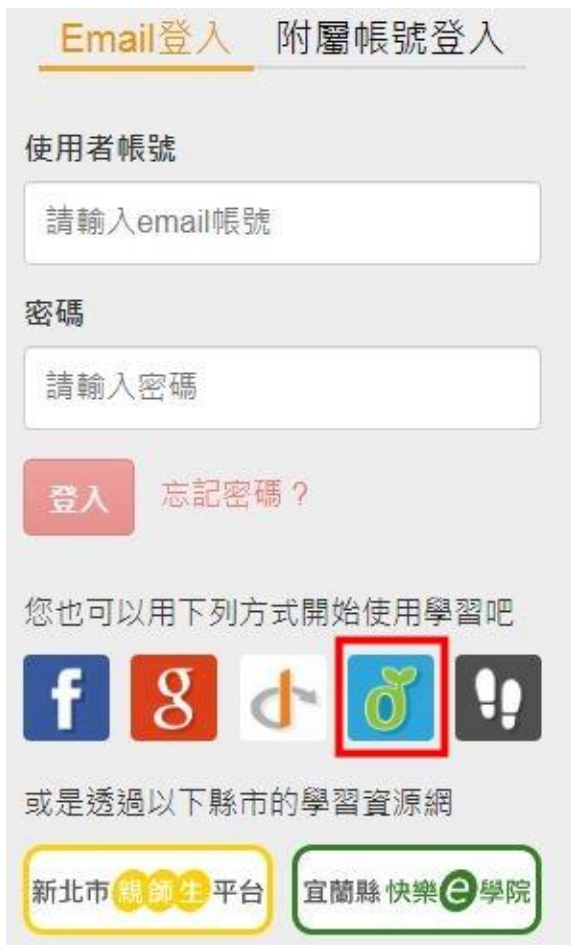 Email登入 附屬帳號登入
使用者帳號
請輸入email帳號
密碼
請輸入密碼
登入 忘記密碼？
您也可以用下列方式開始使用學習吧
f 8 d ỏ
或是透過以下縣市的學習資源網
新北市親師生平台 宜蘭縣快樂e學院